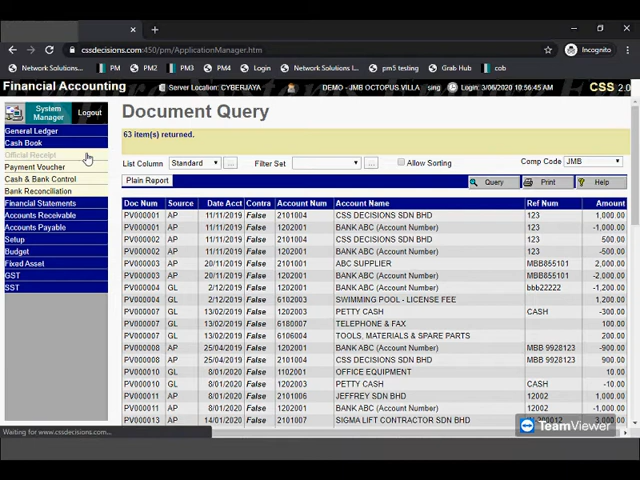 cssdecisions.com:450/pm/ApplicationManager.htm
Incognito
Network Solutions I...
PM
PM2
PM3
PM4
Login
Network Solutions I...
pm5 testing
Grab Hub
cob
Financial Accounting
Server Location: CYBERJAYA
DEMO - JMB OCTOPUS VILLA
Login: 3/06/2020 10:56:45 AM
CSS 2.0
System Manager
Logout
General Ledger
Cash Book
Official Receipt
Payment Voucher
Cash & Bank Control
Bank Reconciliation
Financial Statements
Accounts Receivable
Accounts Payable
Setup
Budget
Fixed Asset
GST
SST
Document Query
63 item(s) returned.
List Column
Standard
...
Filter Set
...
Allow Sorting
Comp Code
JMB
Plain Report
Query
Print
Help
Doc Num Source Date Acct Contra Account Num Account Name Ref Num Amount
PV000001 AP 11/11/2019 False 2101004 CSS DECISIONS SDN BHD 123 1,000.00
PV000001 AP 11/11/2019 False 1202001 BANK ABC (Account Number) 123 -1,000.00
PV000002 AP 11/11/2019 False 2101004 CSS DECISIONS SDN BHD 123 500.00
PV000002 AP 11/11/2019 False 1202001 BANK ABC (Account Number) 123 -500.00
PV000003 AP 20/11/2019 False 2101003 ABC SUPPLIER MBB855101 2,000.00
PV000003 AP 20/11/2019 False 1202001 BANK ABC (Account Number) MBB855101 -2,000.00
PV000004 GL 2/12/2019 False 1202001 BANK ABC (Account Number) bbb22222 -1,200.00
PV000004 GL 2/12/2019 False 6102003 SWIMMING POOL - LICENSE FEE 1,200.00
PV000007 GL 13/02/2019 False 1202003 PETTY CASH CASH -300.00
PV000007 GL 13/02/2019 False 6180007 TELEPHONE & FAX 100.00
PV000007 GL 13/02/2019 False 6106004 TOOLS, MATERIALS & SPARE PARTS 200.00
PV000008 AP 25/04/2019 False 1202001 BANK ABC (Account Number) MBB 9928123 -900.00
PV000008 AP 25/04/2019 False 2101004 CSS DECISIONS SDN BHD MBB 9928123 900.00
PV000010 GL 8/01/2020 False 1102001 OFFICE EQUIPMENT 10.00
PV000010 GL 8/01/2020 False 1202003 PETTY CASH -10.00
PV000011 AP 8/01/2020 False 2101012 JEFFREY SDN BHD 12002 1,000.00
PV000011 AP 8/01/2020 False 1202001 BANK ABC (Account Number) 12002 -1,000.00
PV000013 AP 14/01/2020 False 2101007 SIGMA LIFT CONTRACTOR SDN BHD
TeamViewer
Waiting for www.cssdecisions.com...